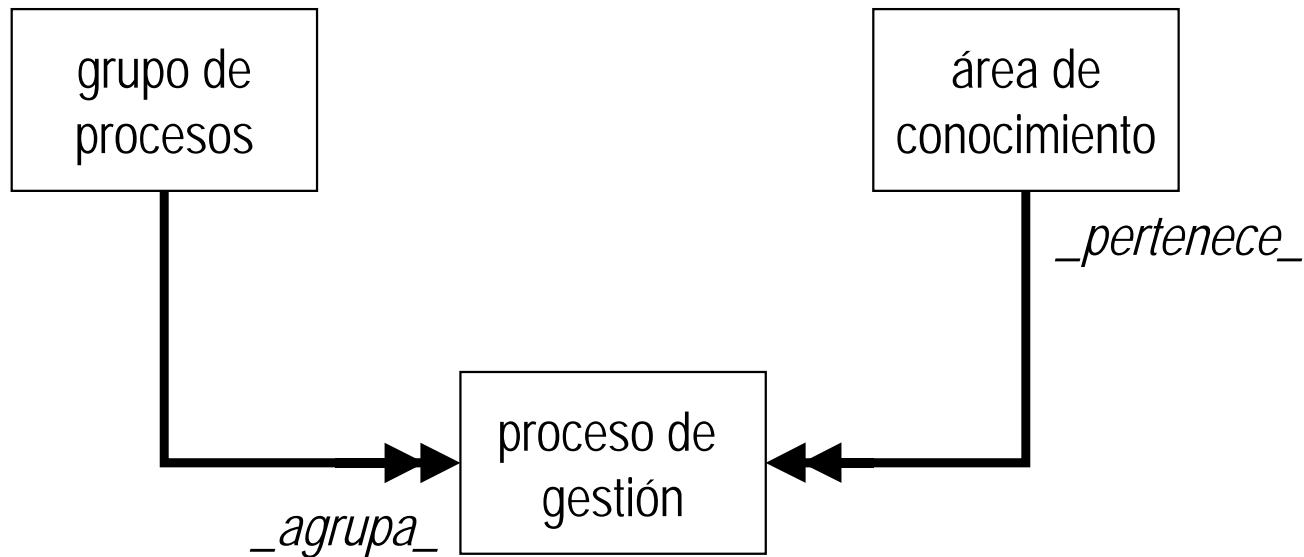 grupo de
procesos
área de
conocimiento
_pertenece_
proceso de
gestión
_agrupa_